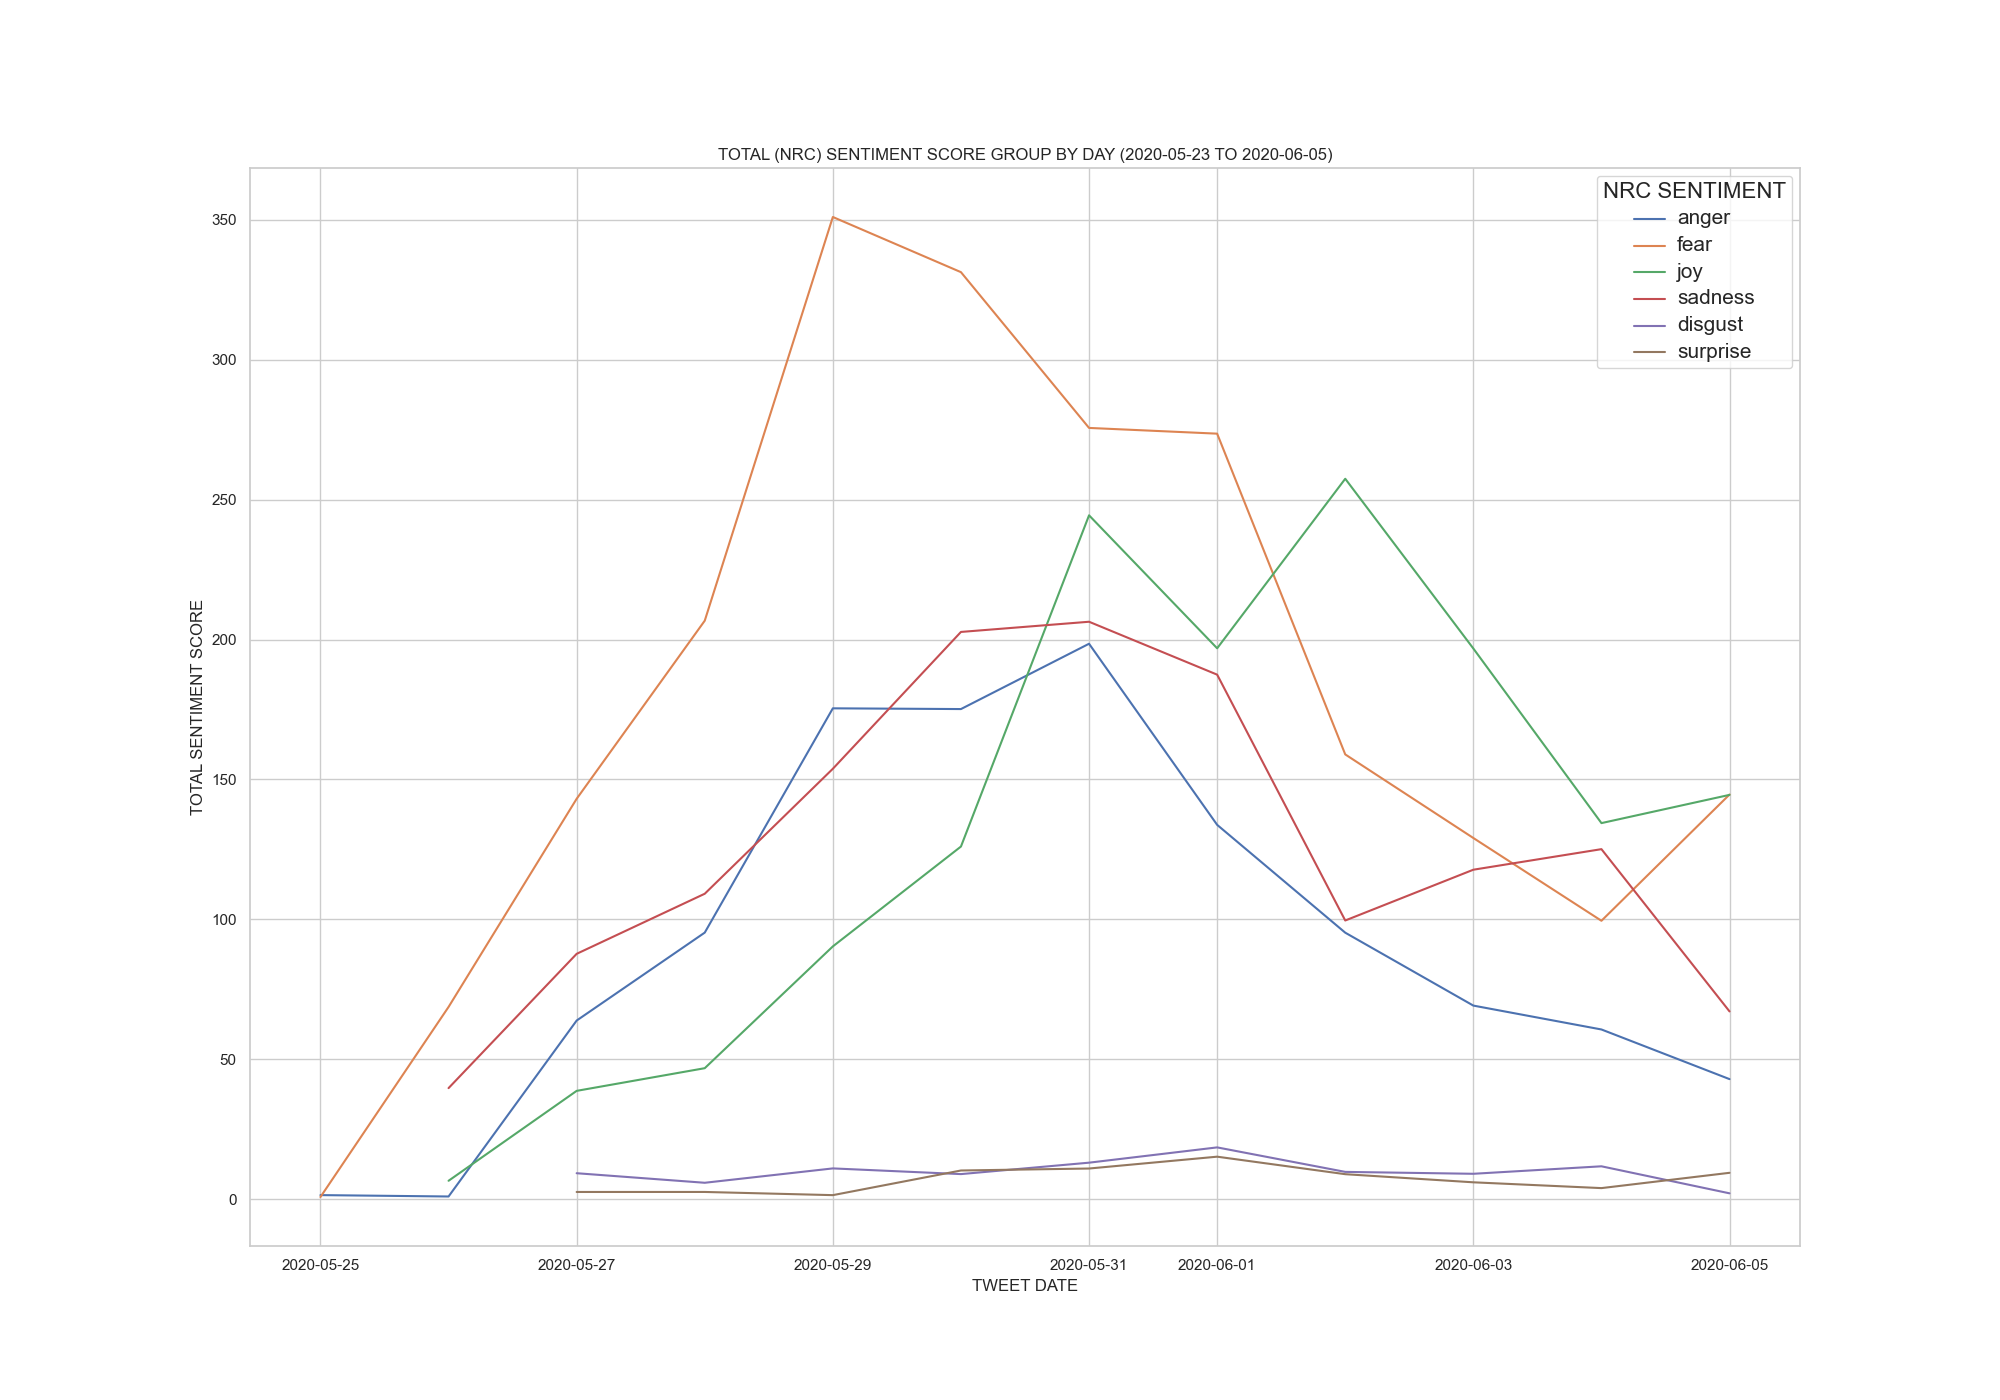 TOTAL (NRC) SENTIMENT SCORE GROUP BY DAY (2020-05-23 TO 2020-06-05)
NRC SENTIMENT
anger
fear
joy
sadness
disgust
surprise
TOTAL SENTIMENT SCORE
350
300
250
200
150
100
50
0
2020-05-25 2020-05-27 2020-05-29 2020-05-31 2020-06-01 2020-06-03 2020-06-05
TWEET DATE